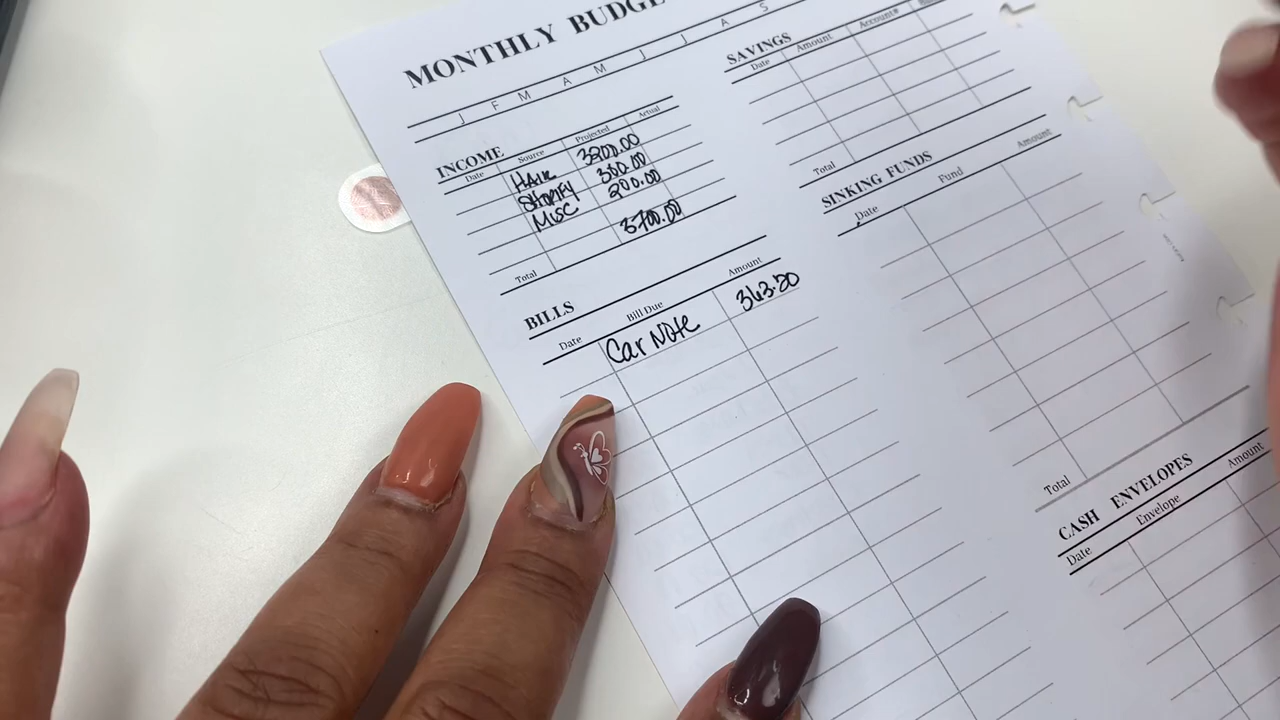 MONTHLY BUDGE
J F M A M J J A S
INCOME
Date Source Projected Actual
HAIR 3200.00
SHOPIFY 300.00
MISC 200.00
3700.00
Total
BILLS
Date Bill Due Amount
Car Note 363.20
SAVINGS
Date Amount Account#
Total
SINKING FUNDS
Date Fund Amount
Total
CASH ENVELOPES
Date Envelope Amount